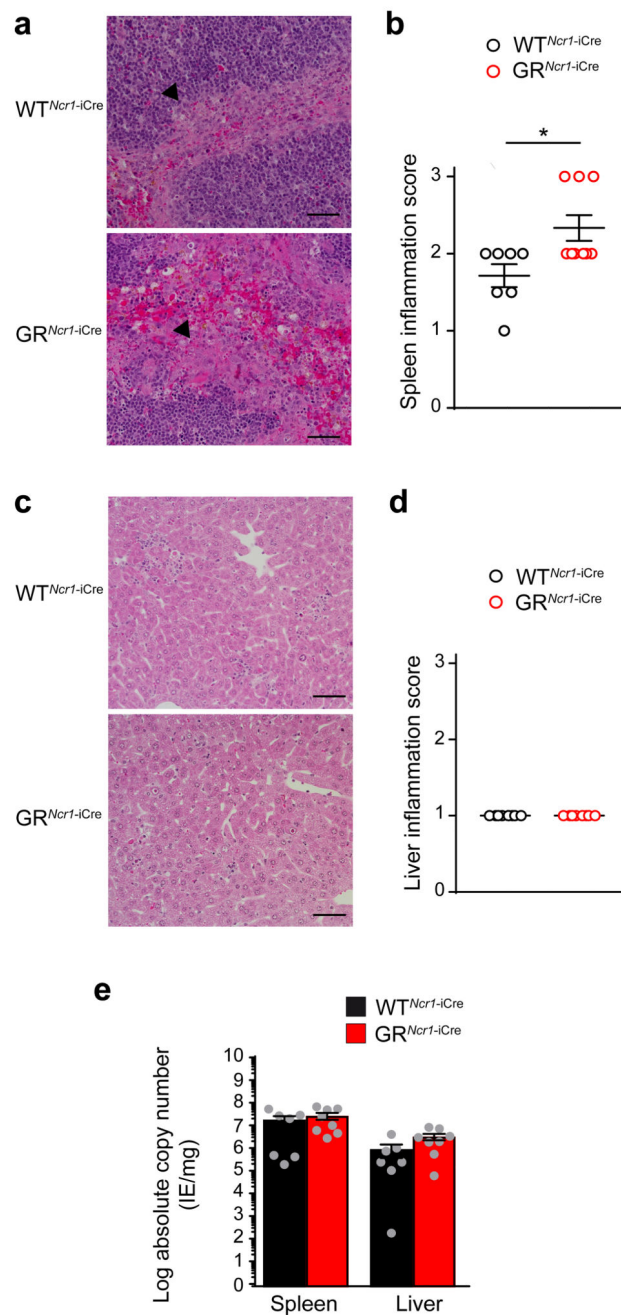 a
WT^Ncr1-iCre
GR^Ncr1-iCre
b
WT^Ncr1-iCre
GR^Ncr1-iCre
*
Spleen inflammation score
3
2
1
0
c
WT^Ncr1-iCre
GR^Ncr1-iCre
d
WT^Ncr1-iCre
GR^Ncr1-iCre
Liver inflammation score
3
2
1
0
e
WT^Ncr1-iCre
GR^Ncr1-iCre
Log absolute copy number
(IE/mg)
10
9
8
7
6
5
4
3
2
1
0
Spleen Liver